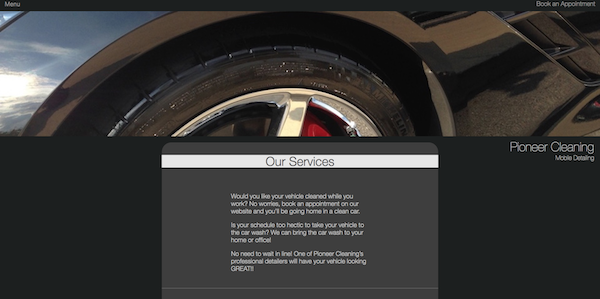 Menu
Book an Appointment
Pioneer Cleaning
Mobile Detailing
Our Services
Would you like your vehicle cleaned while you
work? No worries, book an appointment on our
website and you'll be going home in a clean car.
Is your schedule too hectic to take your vehicle to
the car wash? We can bring the car wash to your
home or office!
No need to wait in line! One of Pioneer Cleaning's
professional detailers will have your vehicle looking
GREAT!!